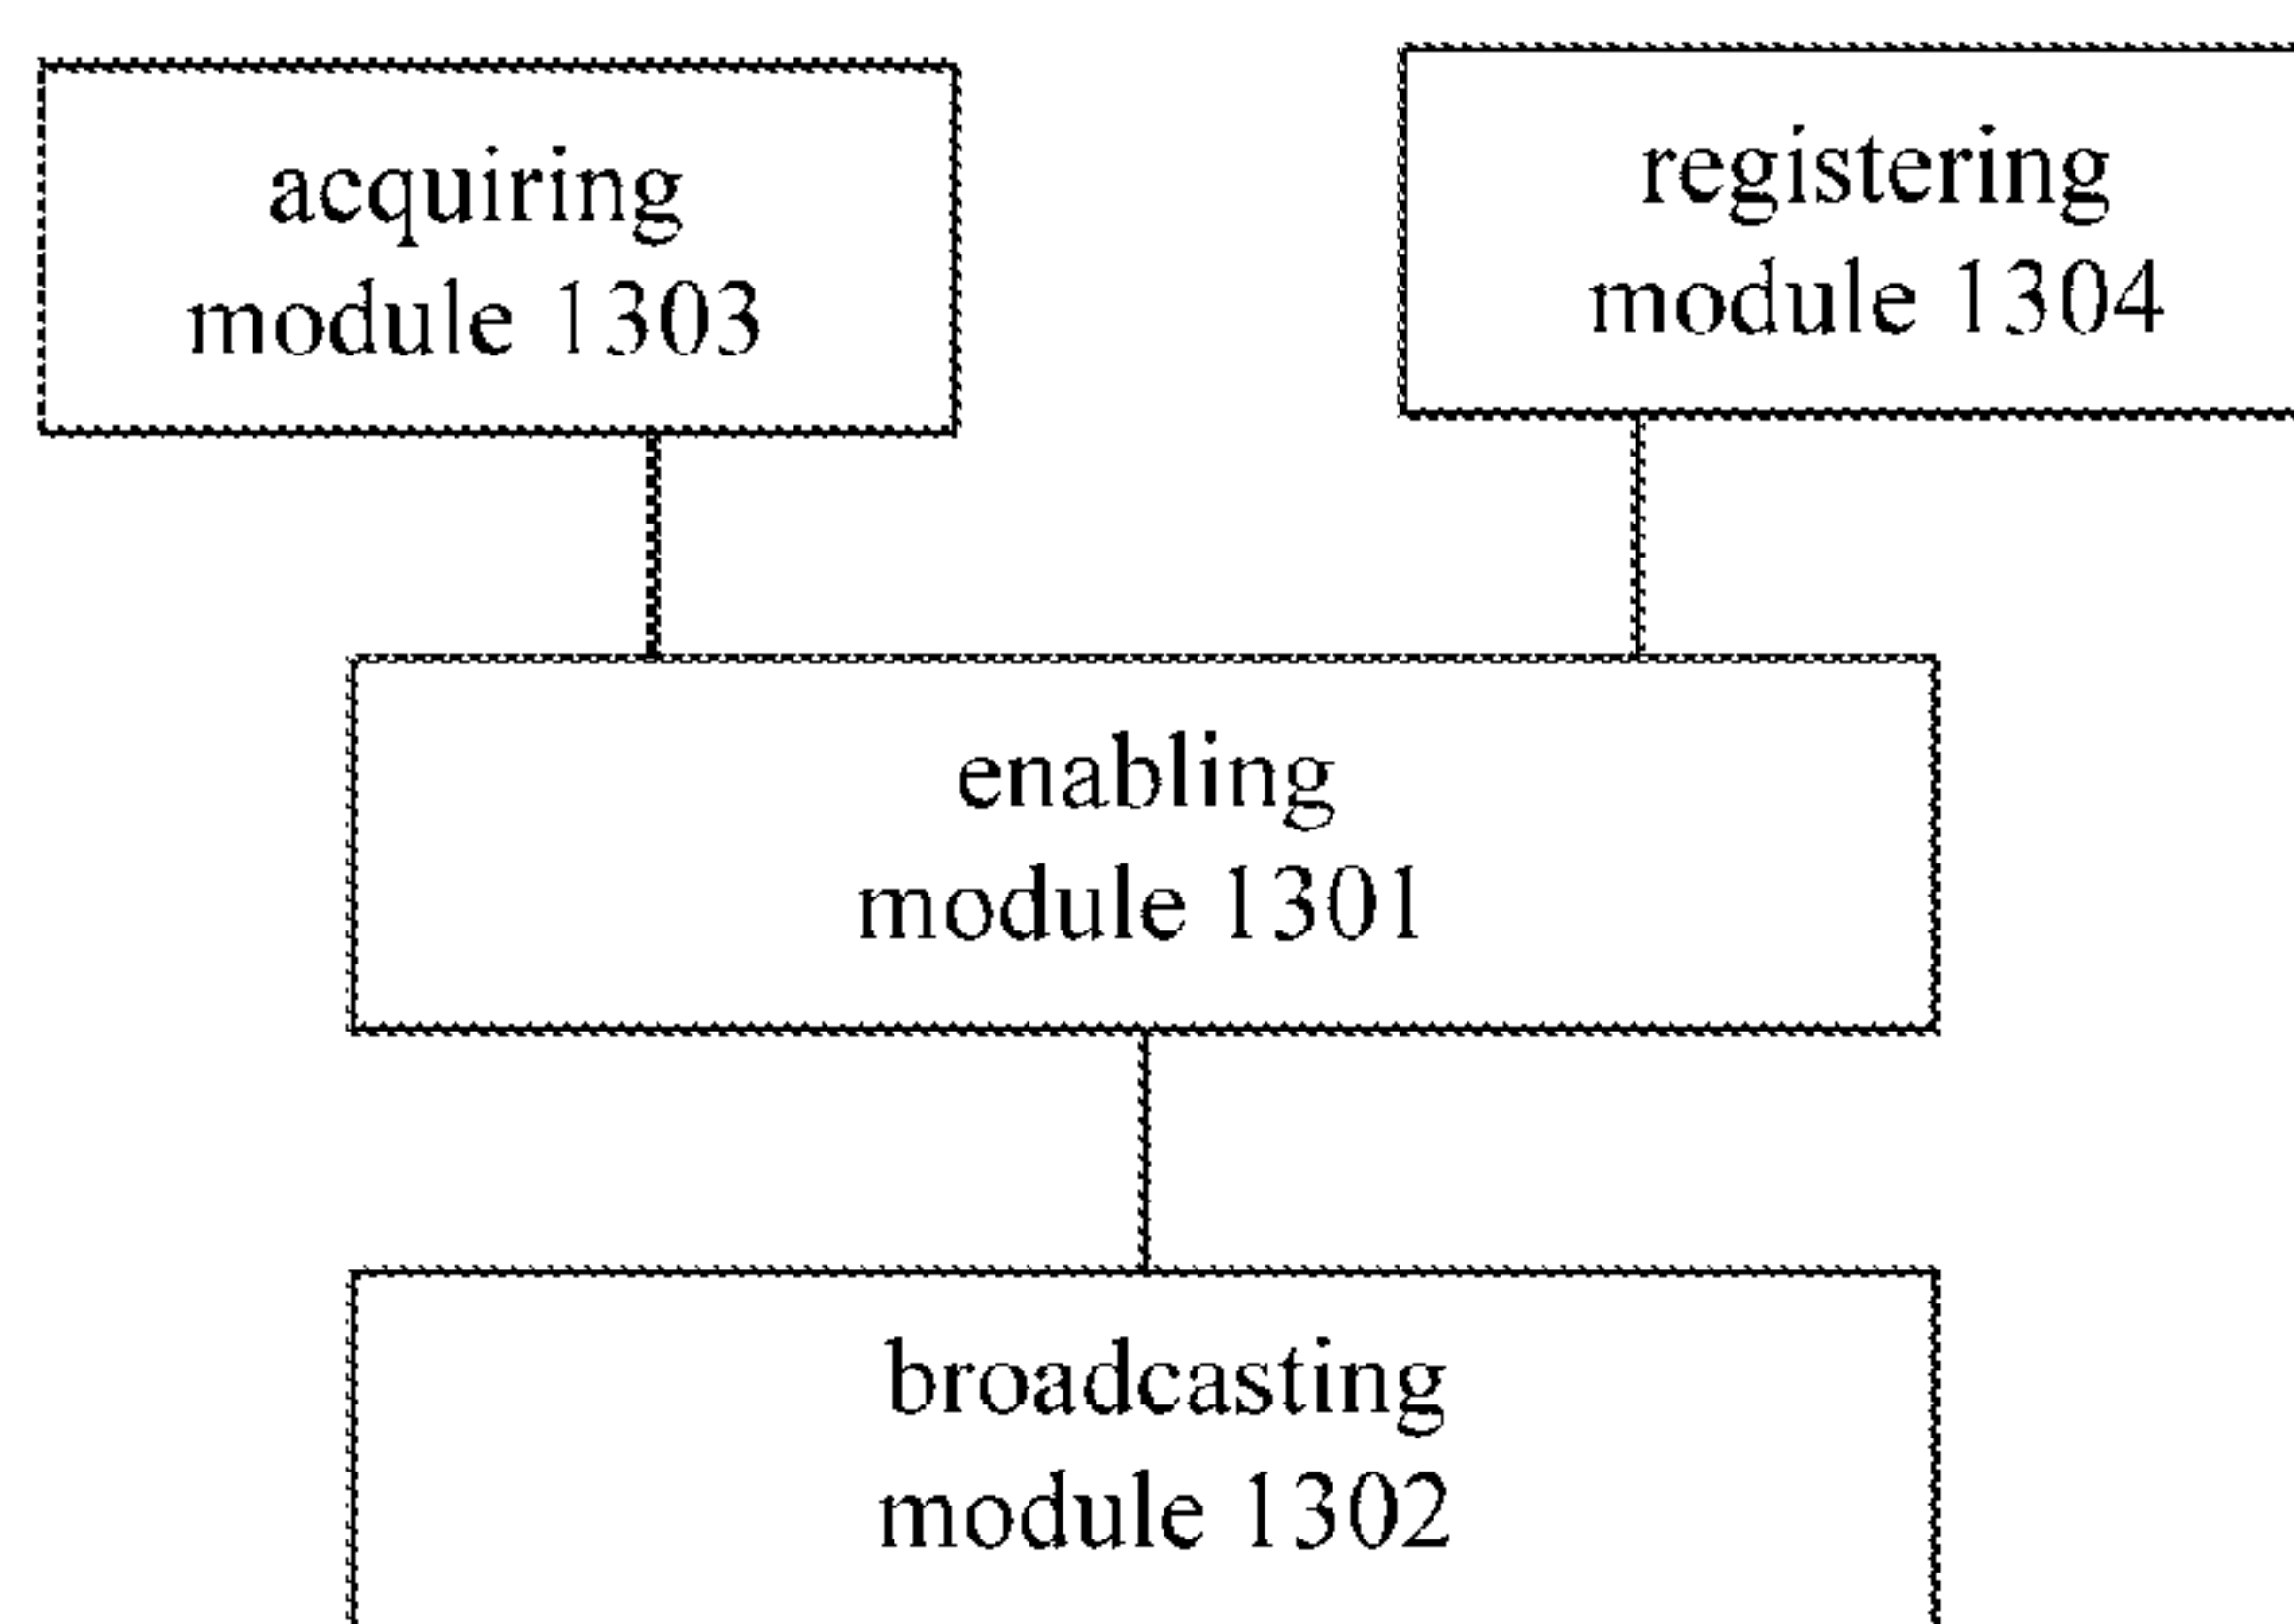 acquiring
module 1303
registering
module 1304
enabling
module 1301
broadcasting
module 1302